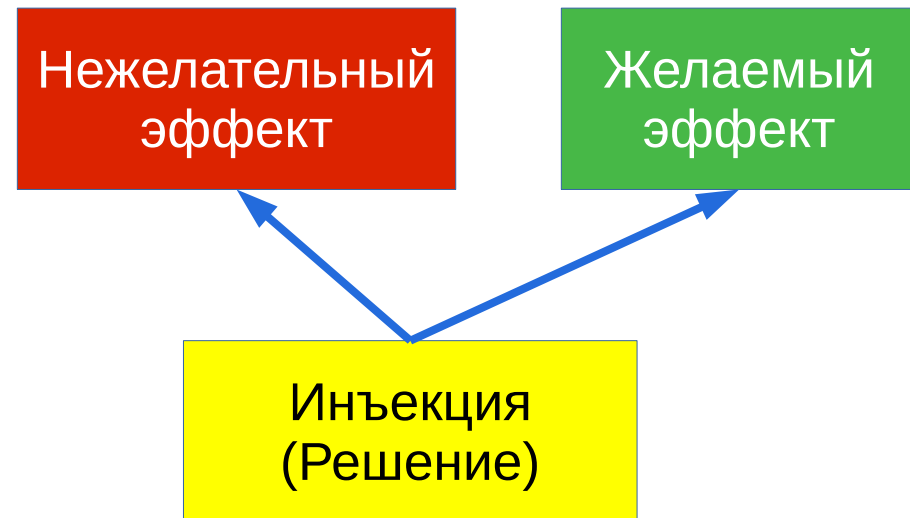 Нежелательный
эффект
Желаемый
эффект
Инъекция
(Решение)